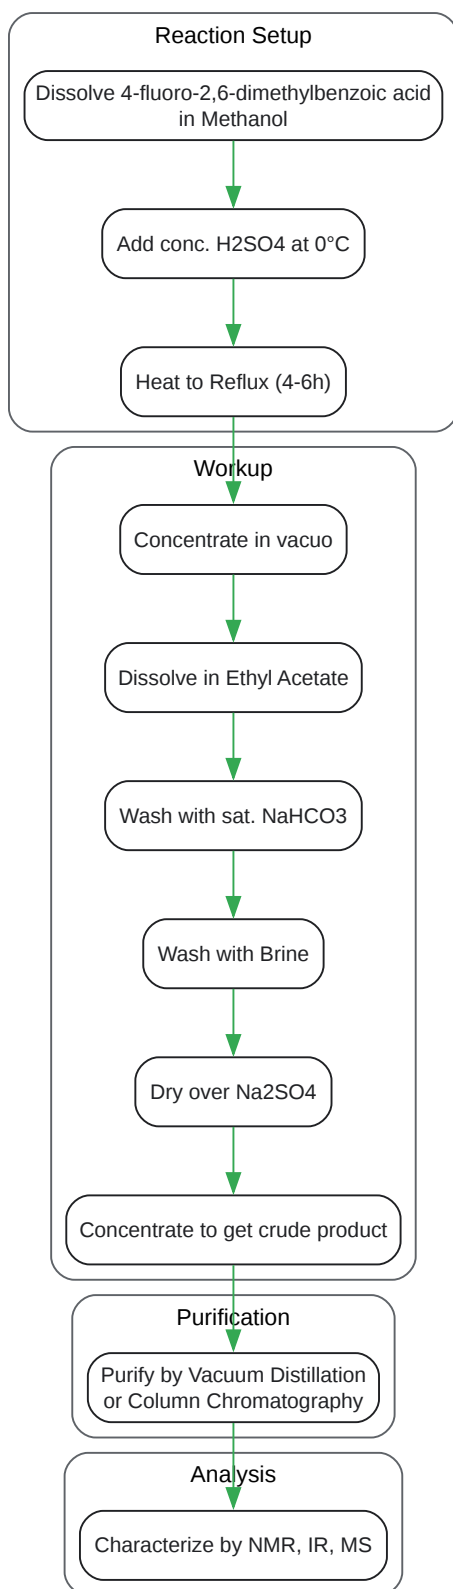 Reaction Setup
Dissolve 4-fluoro-2,6-dimethylbenzoic acid
in Methanol
Add conc. H2SO4 at 0°C
Heat to Reflux (4-6h)
Workup
Concentrate in vacuo
Dissolve in Ethyl Acetate
Wash with sat. NaHCO3
Wash with Brine
Dry over Na2SO4
Concentrate to get crude product
Purification
Purify by Vacuum Distillation
or Column Chromatography
Analysis
Characterize by NMR, IR, MS